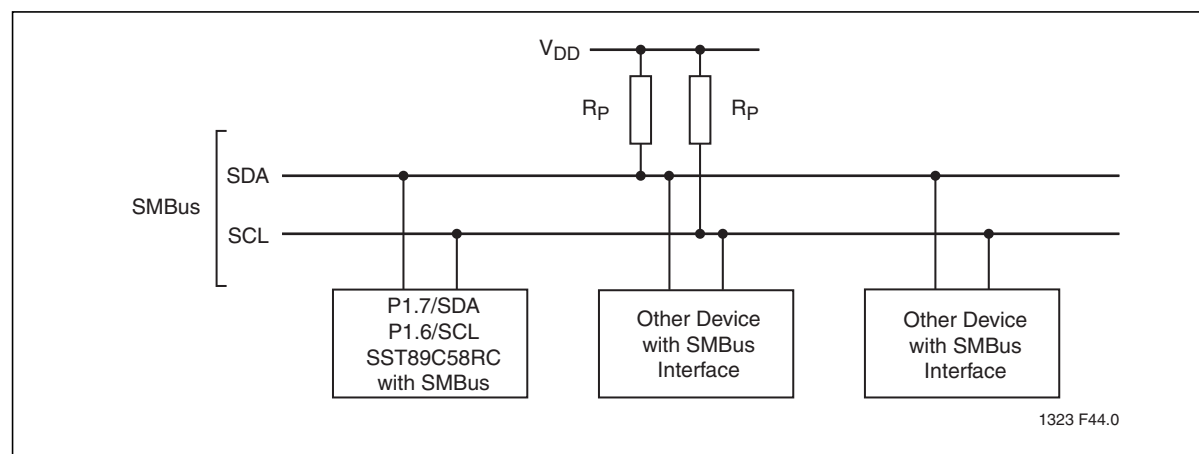 VDD
RP
RP
SMBus
SDA
SCL
P1.7/SDA
P1.6/SCL
SST89C58RC
with SMBus
Other Device
with SMBus
Interface
Other Device
with SMBus
Interface
1323 F44.0